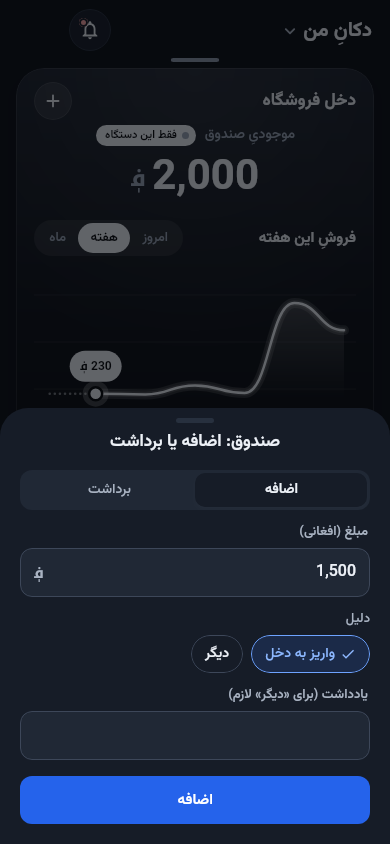 دکانِ من
دخل فروشگاه
موجودیِ صندوق فقط این دستگاه
2,000 ؋
فروشِ این هفته امروز هفته ماه
230 ؋
صندوق: اضافه یا برداشت
اضافه برداشت
مبلغ (افغانی)
1,500 ؋
دلیل
واریز به دخل دیگر
یادداشت (برای «دیگر» لازم)
اضافه